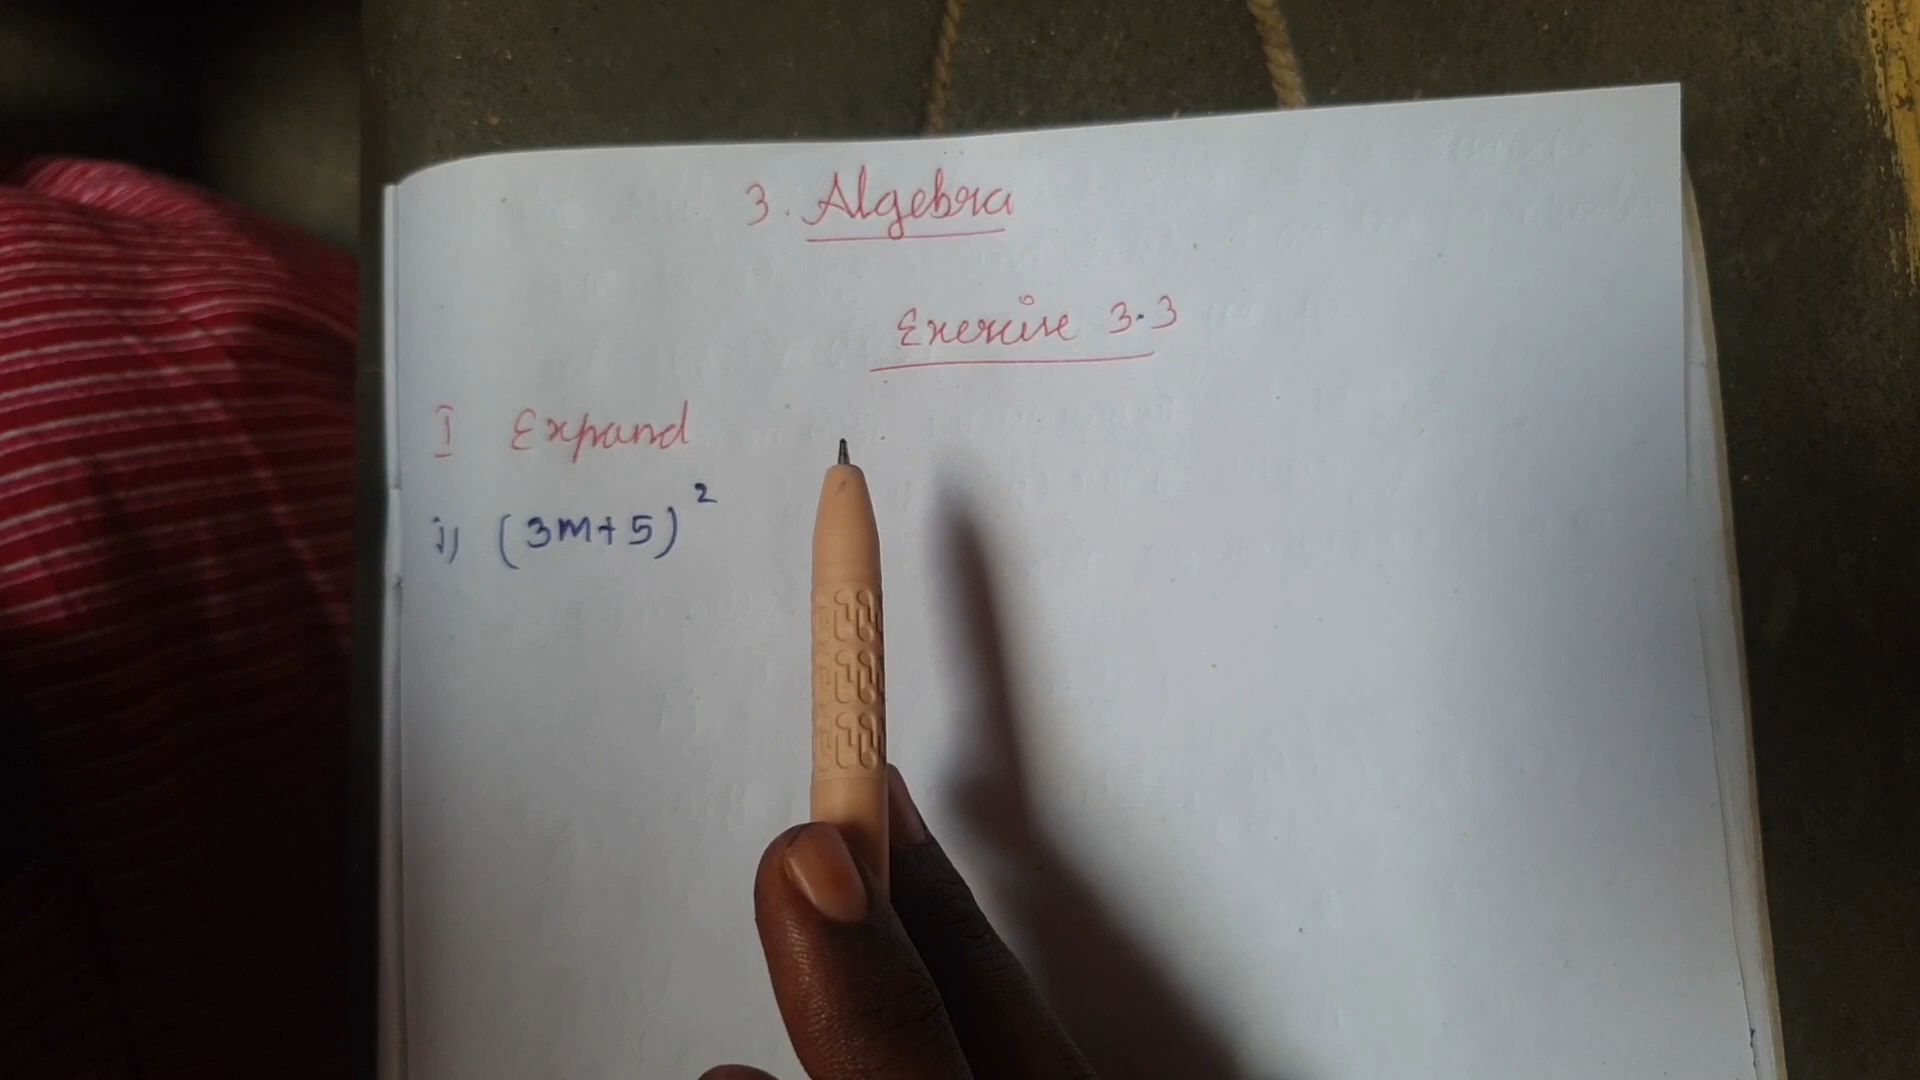 3. Algebra
Exercise 3.3
I Expand
i) (3m+5)²